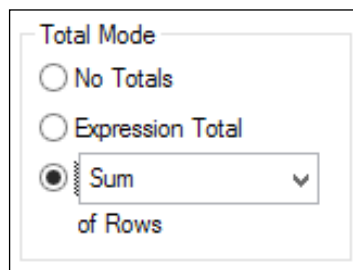 Total Mode
No Totals
Expression Total
Sum
of Rows